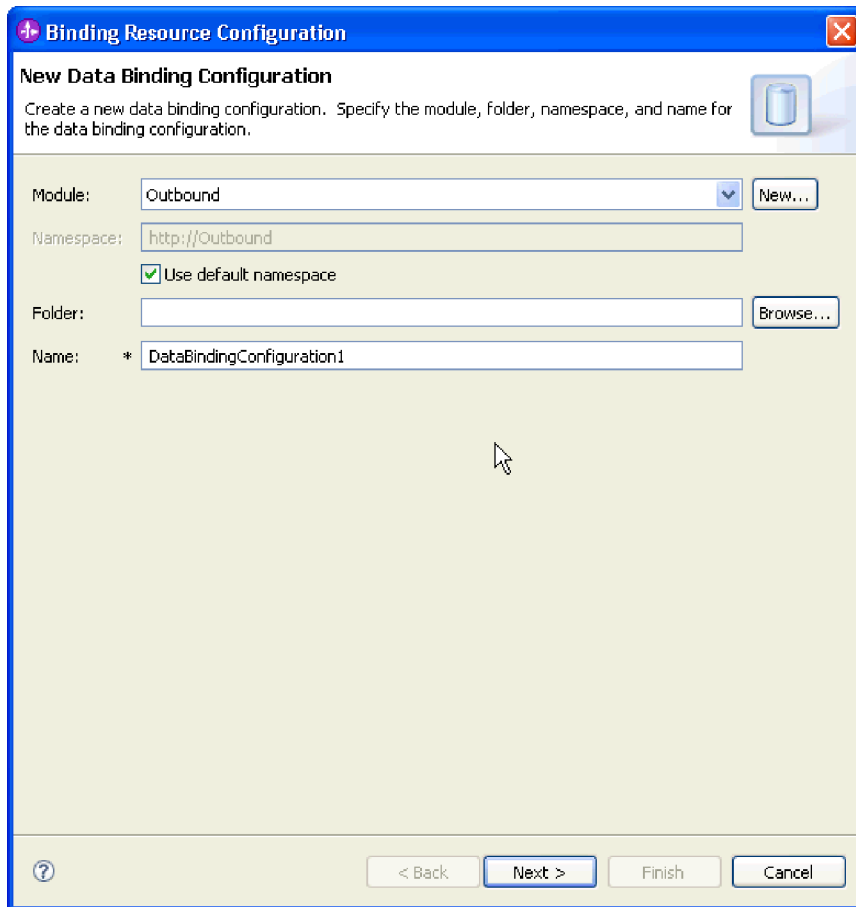 Binding Resource Configuration
New Data Binding Configuration
Create a new data binding configuration. Specify the module, folder, namespace, and name for
the data binding configuration.
Module: Outbound New...
Namespace: http://Outbound
Use default namespace
Folder: Browse...
Name: * DataBindingConfiguration1
? < Back Next > Finish Cancel